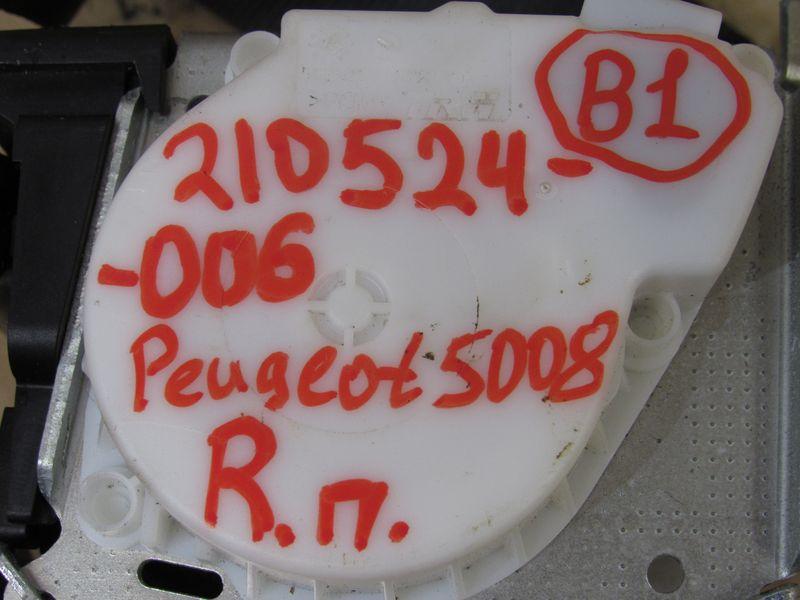 B1
210524-
-006
Peugeot 5008
R.п.